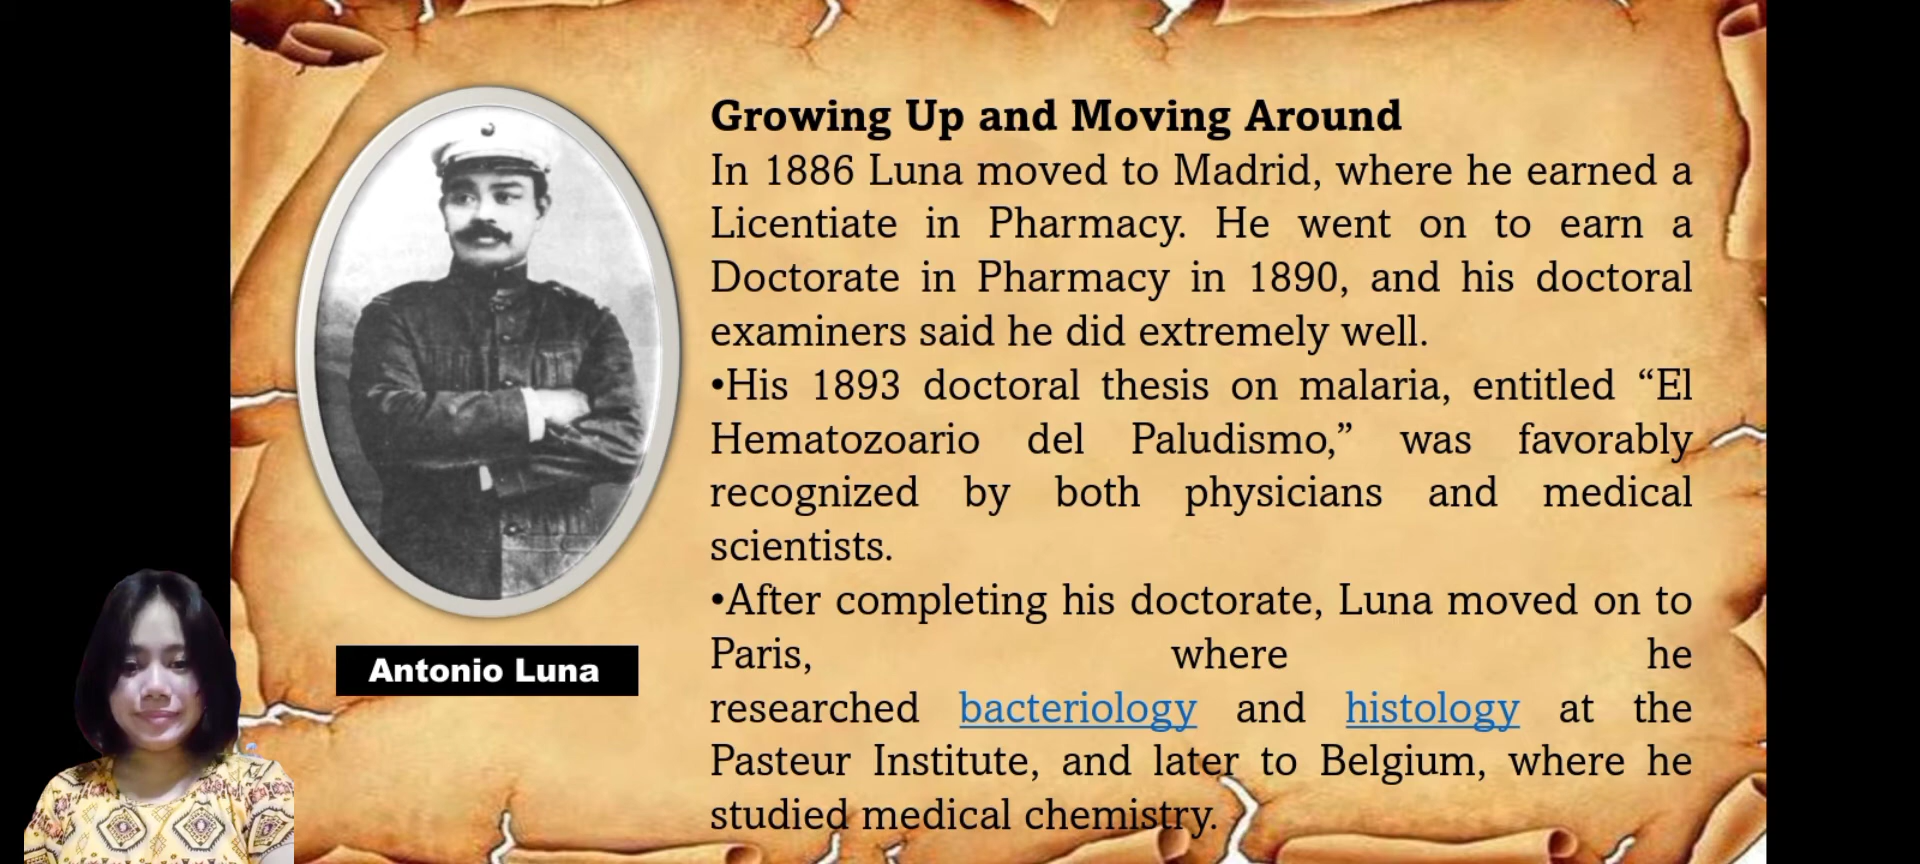 Growing Up and Moving Around
In 1886 Luna moved to Madrid, where he earned a
Licentiate in Pharmacy. He went on to earn a
Doctorate in Pharmacy in 1890, and his doctoral
examiners said he did extremely well.
•His 1893 doctoral thesis on malaria, entitled “El
Hematozoario del Paludismo,” was favorably
recognized by both physicians and medical
scientists.
•After completing his doctorate, Luna moved on to
Paris, where he
researched bacteriology and histology at the
Pasteur Institute, and later to Belgium, where he
studied medical chemistry.
Antonio Luna